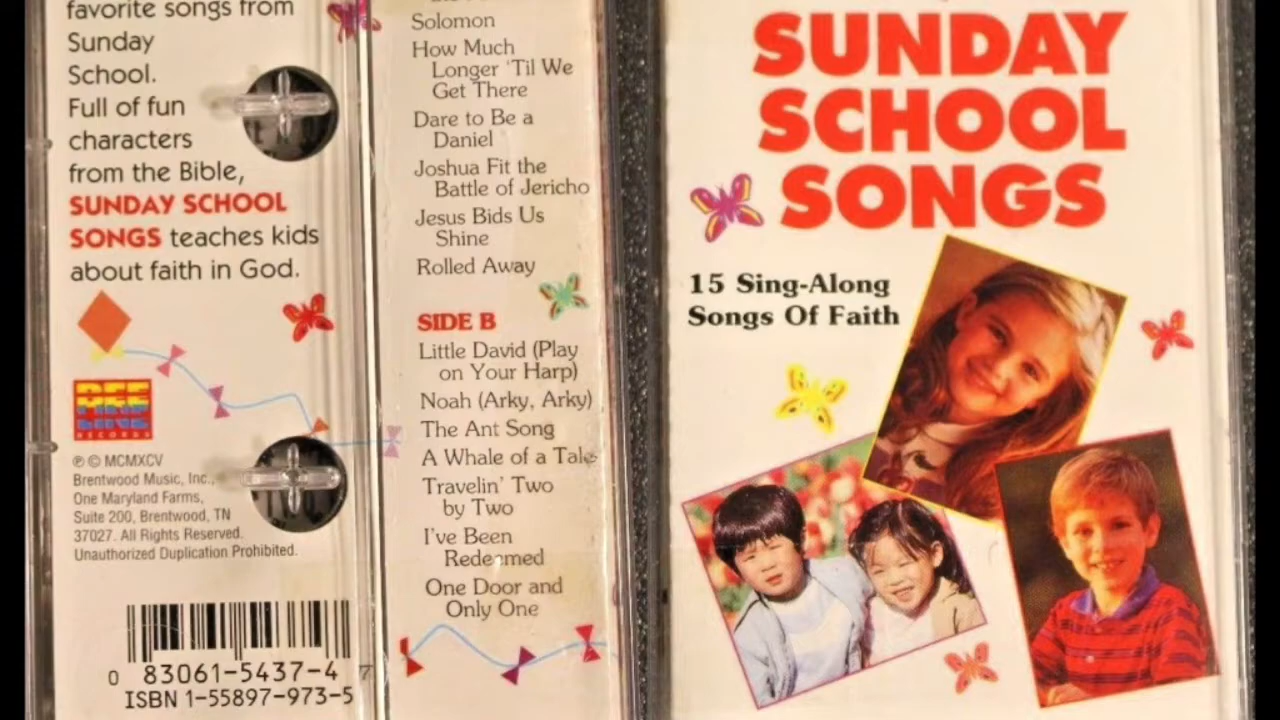 favorite songs from
Sunday
School.
Full of fun
characters
from the Bible,
SUNDAY SCHOOL
SONGS teaches kids
about faith in God.
BEE
LINE
RECORDS
℗ © MCMXCV
Brentwood Music, Inc.,
One Maryland Farms,
Suite 200, Brentwood, TN
37027. All Rights Reserved.
Unauthorized Duplication Prohibited.
0 83061-5437-4 7
ISBN 1-55897-973-5
Solomon
How Much
Longer 'Til We
Get There
Dare to Be a
Daniel
Joshua Fit the
Battle of Jericho
Jesus Bids Us
Shine
Rolled Away
SIDE B
Little David (Play
on Your Harp)
Noah (Arky, Arky)
The Ant Song
A Whale of a Tale
Travelin' Two
by Two
I've Been
Redeemed
One Door and
Only One
SUNDAY
SCHOOL
SONGS
15 Sing-Along
Songs Of Faith